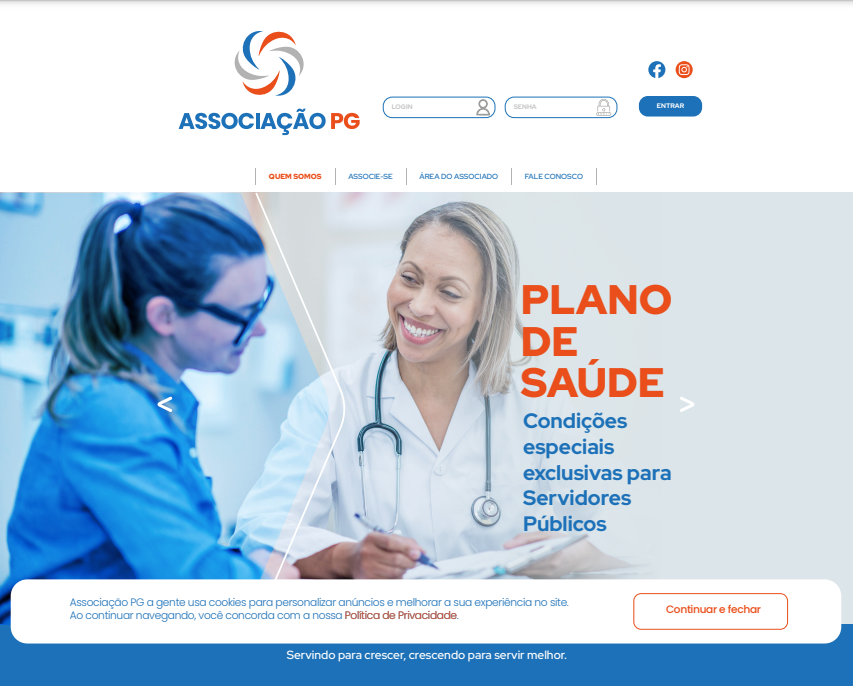 ASSOCIAÇÃO PG
LOGIN
SENHA
ENTRAR
QUEM SOMOS
ASSOCIE-SE
ÁREA DO ASSOCIADO
FALE CONOSCO
PLANO
DE
SAÚDE
Condições
especiais
exclusivas para
Servidores
Públicos
<
>
Associação PG a gente usa cookies para personalizar anúncios e melhorar a sua experiência no site.
Ao continuar navegando, você concorda com a nossa Política de Privacidade.
Continue e fechar
Servindo para crescer, crescendo para servir melhor.